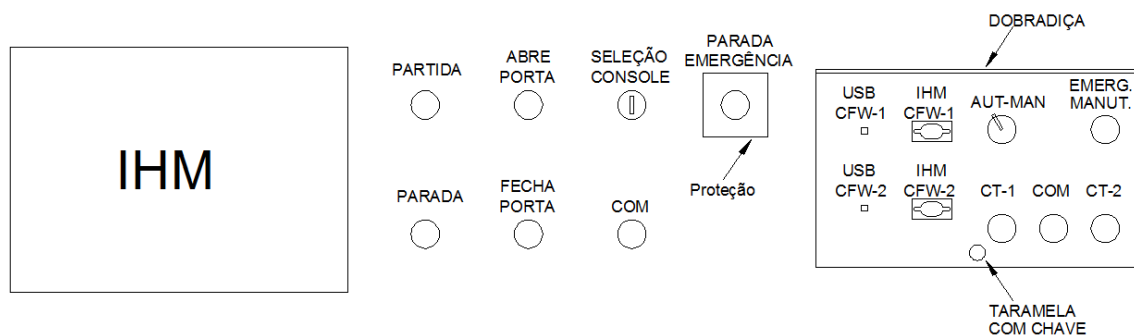 IHM
PARTIDA
ABRE
PORTA
SELEÇÃO
CONSOLE
PARADA
EMERGÊNCIA
PARADA
FECHA
PORTA
COM
Proteção
DOBRADIÇA
USB
CFW-1
IHM
CFW-1
AUT-MAN
EMERG.
MANUT.
USB
CFW-2
IHM
CFW-2
CT-1
COM
CT-2
TARAMELA
COM CHAVE